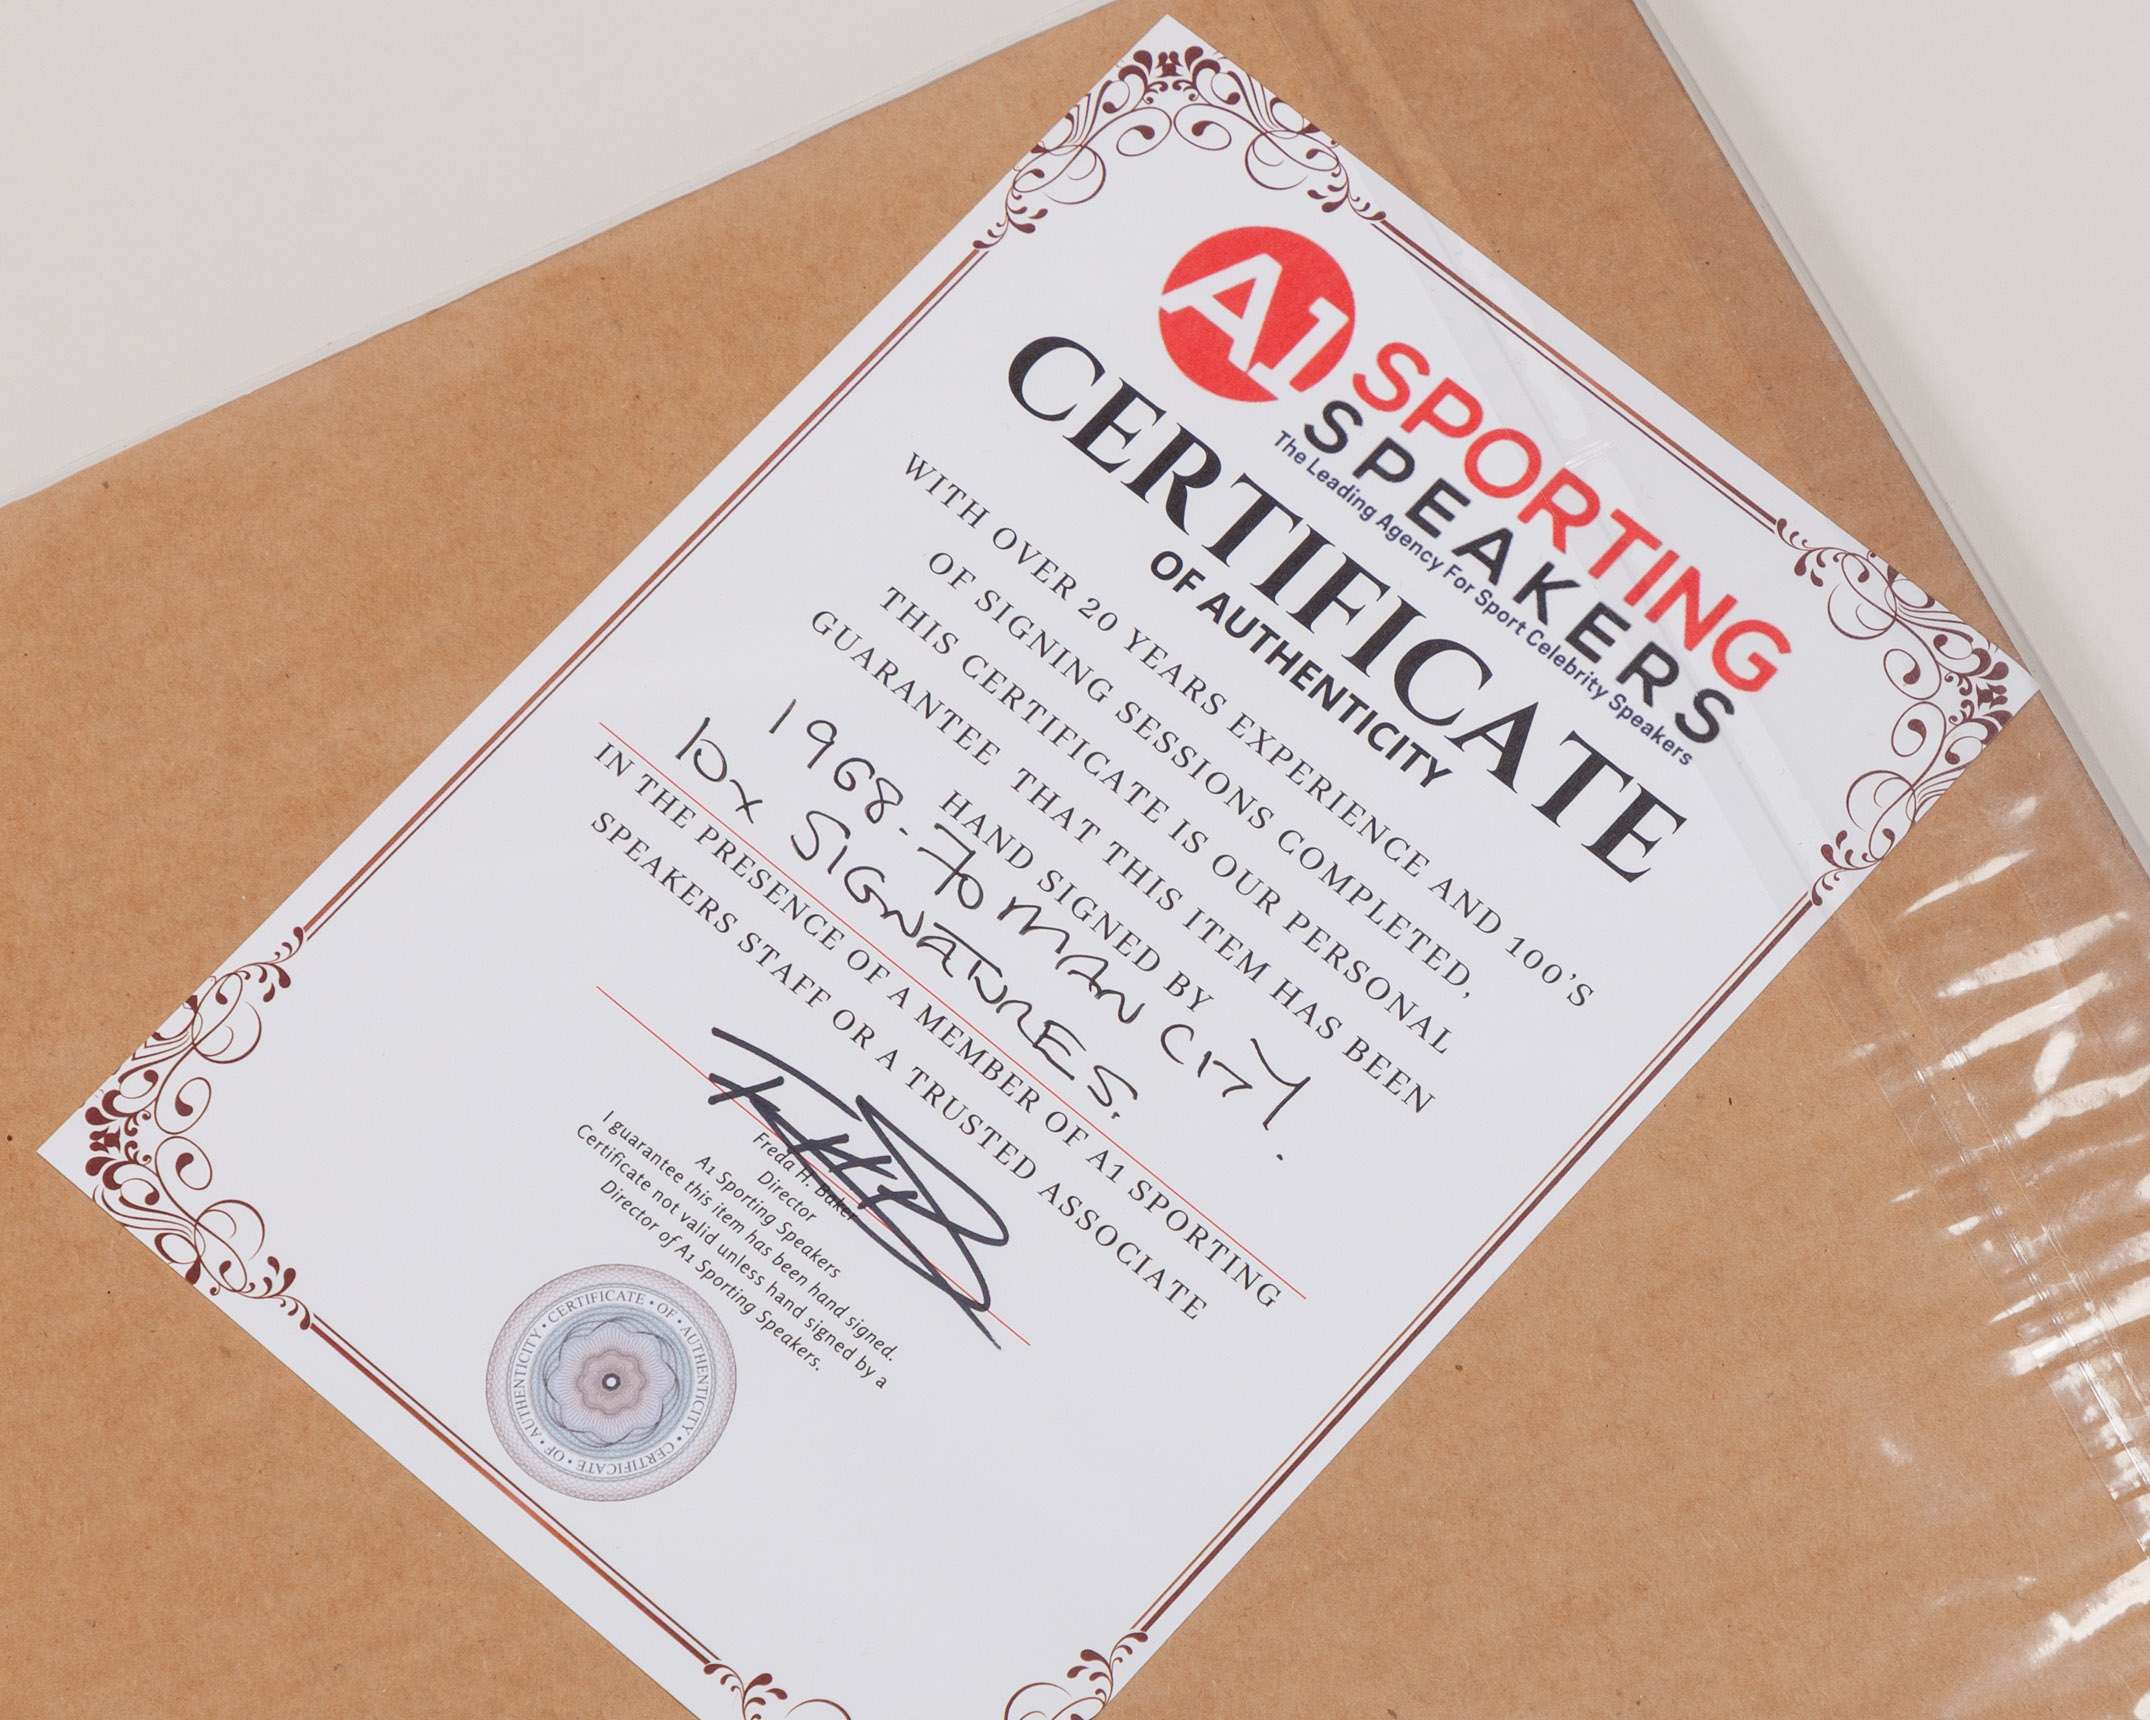 A1 SPORTING
SPEAKERS
The Leading Agency For Sport Celebrity Speakers
CERTIFICATE
OF AUTHENTICITY
WITH OVER 20 YEARS EXPERIENCE AND 100'S
OF SIGNING SESSIONS COMPLETED,
THIS CERTIFICATE IS OUR PERSONAL
GUARANTEE THAT THIS ITEM HAS BEEN
HAND SIGNED BY
1968-70 MAN CITY.
10x SIGNATURES.
IN THE PRESENCE OF A MEMBER OF A1 SPORTING
SPEAKERS STAFF OR A TRUSTED ASSOCIATE
Freda H. Baker
Director
A1 Sporting Speakers
I guarantee this item has been hand signed.
Certificate not valid unless hand signed by a
Director of A1 Sporting Speakers.
CERTIFICATE • OF • AUTHENTICITY • CERTIFICATE • OF • AUTHENTICITY •